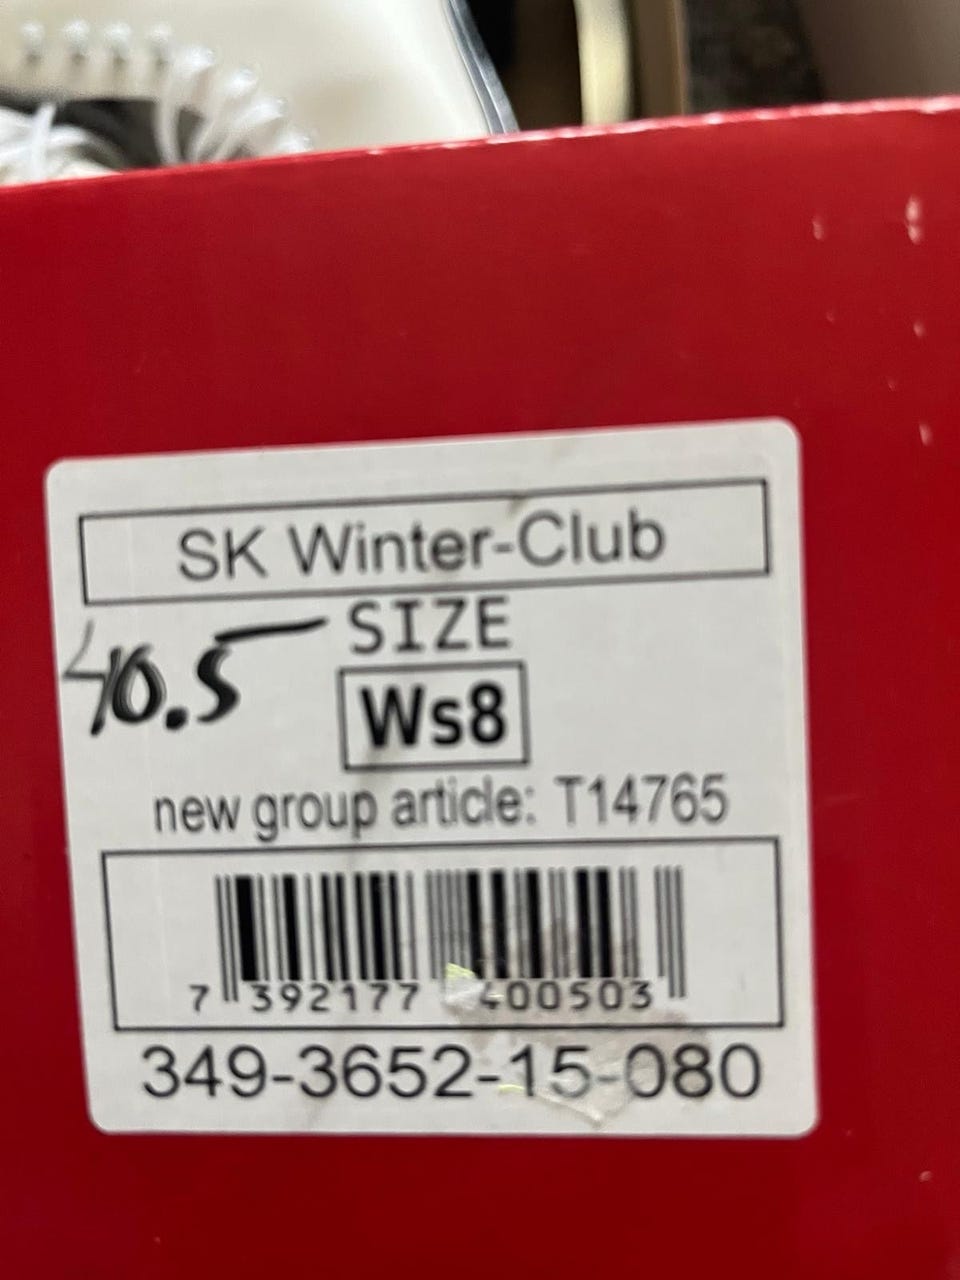 SK Winter-Club
SIZE
40.5
Ws8
new group article: T14765
7 392177 400503
349-3652-15-080